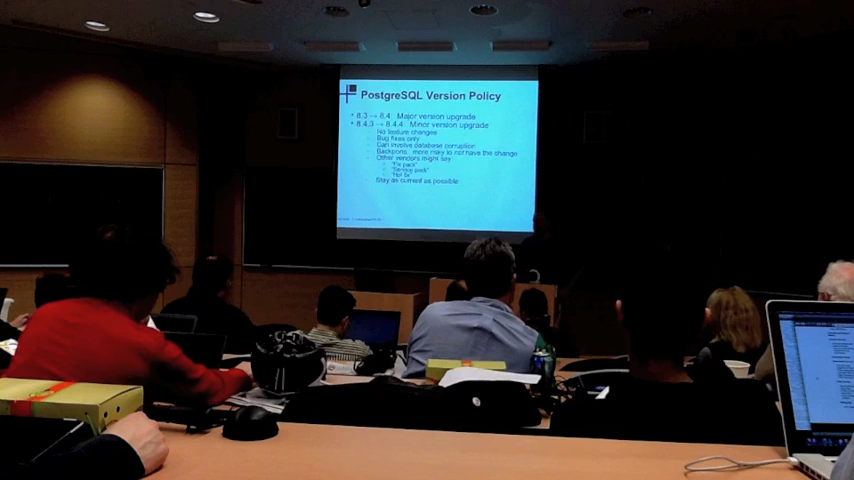 PostgreSQL Version Policy
8.3 → 8.4 Major version upgrade
8.4.3 → 8.4.4 Minor version upgrade
No feature changes
Bug fixes only
Can involve database corruption
Backports more risky to not have the change
Other vendors might say
"Fix pack"
"Service pack"
"Hot fix"
Stay as current as possible